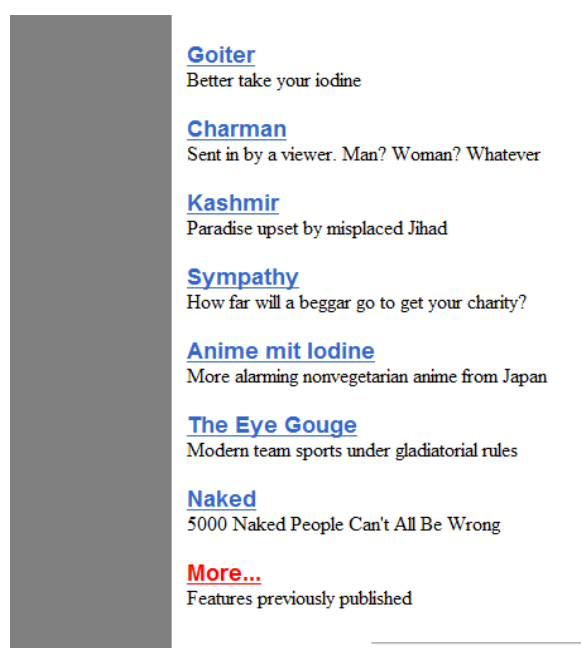 Goiter
Better take your iodine
Charman
Sent in by a viewer. Man? Woman? Whatever
Kashmir
Paradise upset by misplaced Jihad
Sympathy
How far will a beggar go to get your charity?
Anime mit Iodine
More alarming nonvegetarian anime from Japan
The Eye Gouge
Modern team sports under gladiatorial rules
Naked
5000 Naked People Can't All Be Wrong
More...
Features previously published